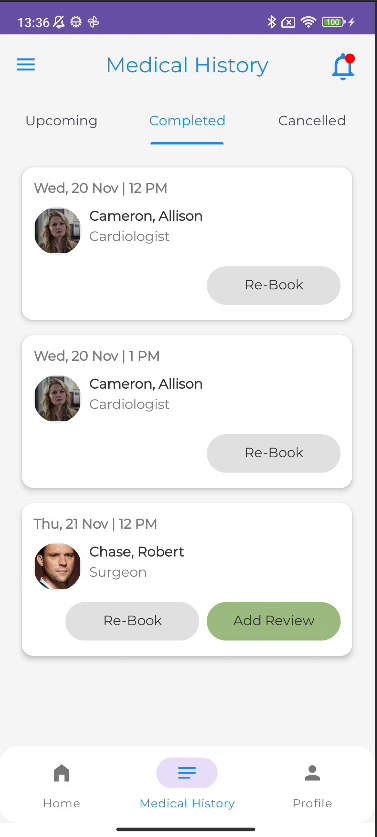 13:36
100
Medical History
Upcoming Completed Cancelled
Wed, 20 Nov | 12 PM
Cameron, Allison
Cardiologist
Re-Book
Wed, 20 Nov | 1 PM
Cameron, Allison
Cardiologist
Re-Book
Thu, 21 Nov | 12 PM
Chase, Robert
Surgeon
Re-Book Add Review
Home Medical History Profile